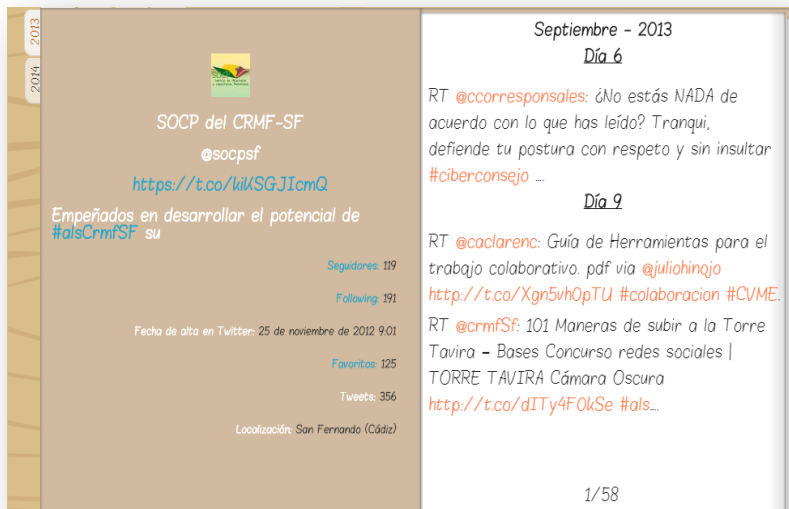 2013
2014
SOCP del CRMF-SF
@socpsf
https://t.co/kiKSGJIcmQ
Empeñados en desarrollar el potencial de
#alsCrmfSF su
Seguidores: 119
Following: 191
Fecha de alta en Twitter: 25 de noviembre de 2012 9:01
Favoritos: 125
Tweets: 356
Localización: San Fernando (Cádiz)
Septiembre - 2013
Día 6
RT @ccorresponsales: ¿No estás NADA de
acuerdo con lo que has leído? Tranqui,
defiende tu postura con respeto y sin insultar
#ciberconsejo ...
Día 9
RT @caclarenc: Guía de Herramientas para el
trabajo colaborativo. pdf via @juliohinojo
http://t.co/Xgn5vhOpTU #colaboracion #CVME.
RT @crmfSf: 101 Maneras de subir a la Torre
Tavira - Bases Concurso redes sociales |
TORRE TAVIRA Cámara Oscura
http://t.co/dITy4FOkSe #als...
1/58